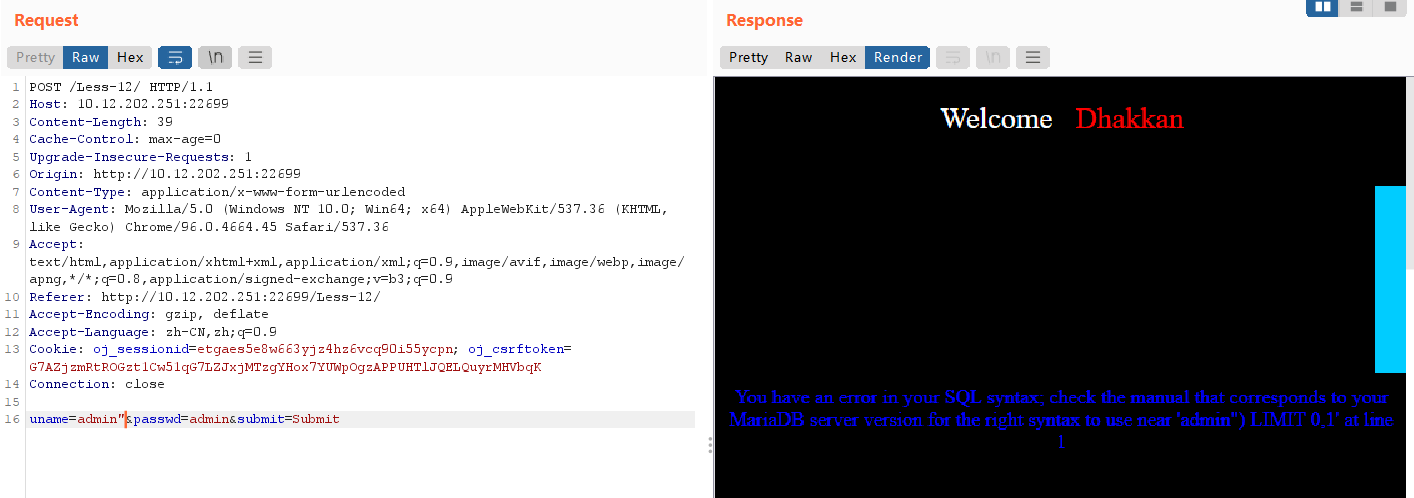 Request
Pretty Raw Hex \n
1 POST /Less-12/ HTTP/1.1
2 Host: 10.12.202.251:22699
3 Content-Length: 39
4 Cache-Control: max-age=0
5 Upgrade-Insecure-Requests: 1
6 Origin: http://10.12.202.251:22699
7 Content-Type: application/x-www-form-urlencoded
8 User-Agent: Mozilla/5.0 (Windows NT 10.0; Win64; x64) AppleWebKit/537.36 (KHTML,
like Gecko) Chrome/96.0.4664.45 Safari/537.36
9 Accept:
text/html,application/xhtml+xml,application/xml;q=0.9,image/avif,image/webp,image/
apng,*/*;q=0.8,application/signed-exchange;v=b3;q=0.9
10 Referer: http://10.12.202.251:22699/Less-12/
11 Accept-Encoding: gzip, deflate
12 Accept-Language: zh-CN,zh;q=0.9
13 Cookie: oj_sessionid=etgaes5e8w663yjz4hz6vcq90i55ycpn; oj_csrftoken=
G7AZjzmRtROGzt1Cw51qG7LZJxjMTzgYHox7YUWpOgzAPPUHTlJQELQuyrMHVbqK
14 Connection: close
15
16 uname=admin"&passwd=admin&submit=Submit
Response
Pretty Raw Hex Render \n
Welcome Dhakkan
You have an error in your SQL syntax; check the manual that corresponds to your
MariaDB server version for the right syntax to use near 'admin") LIMIT 0,1' at line
1